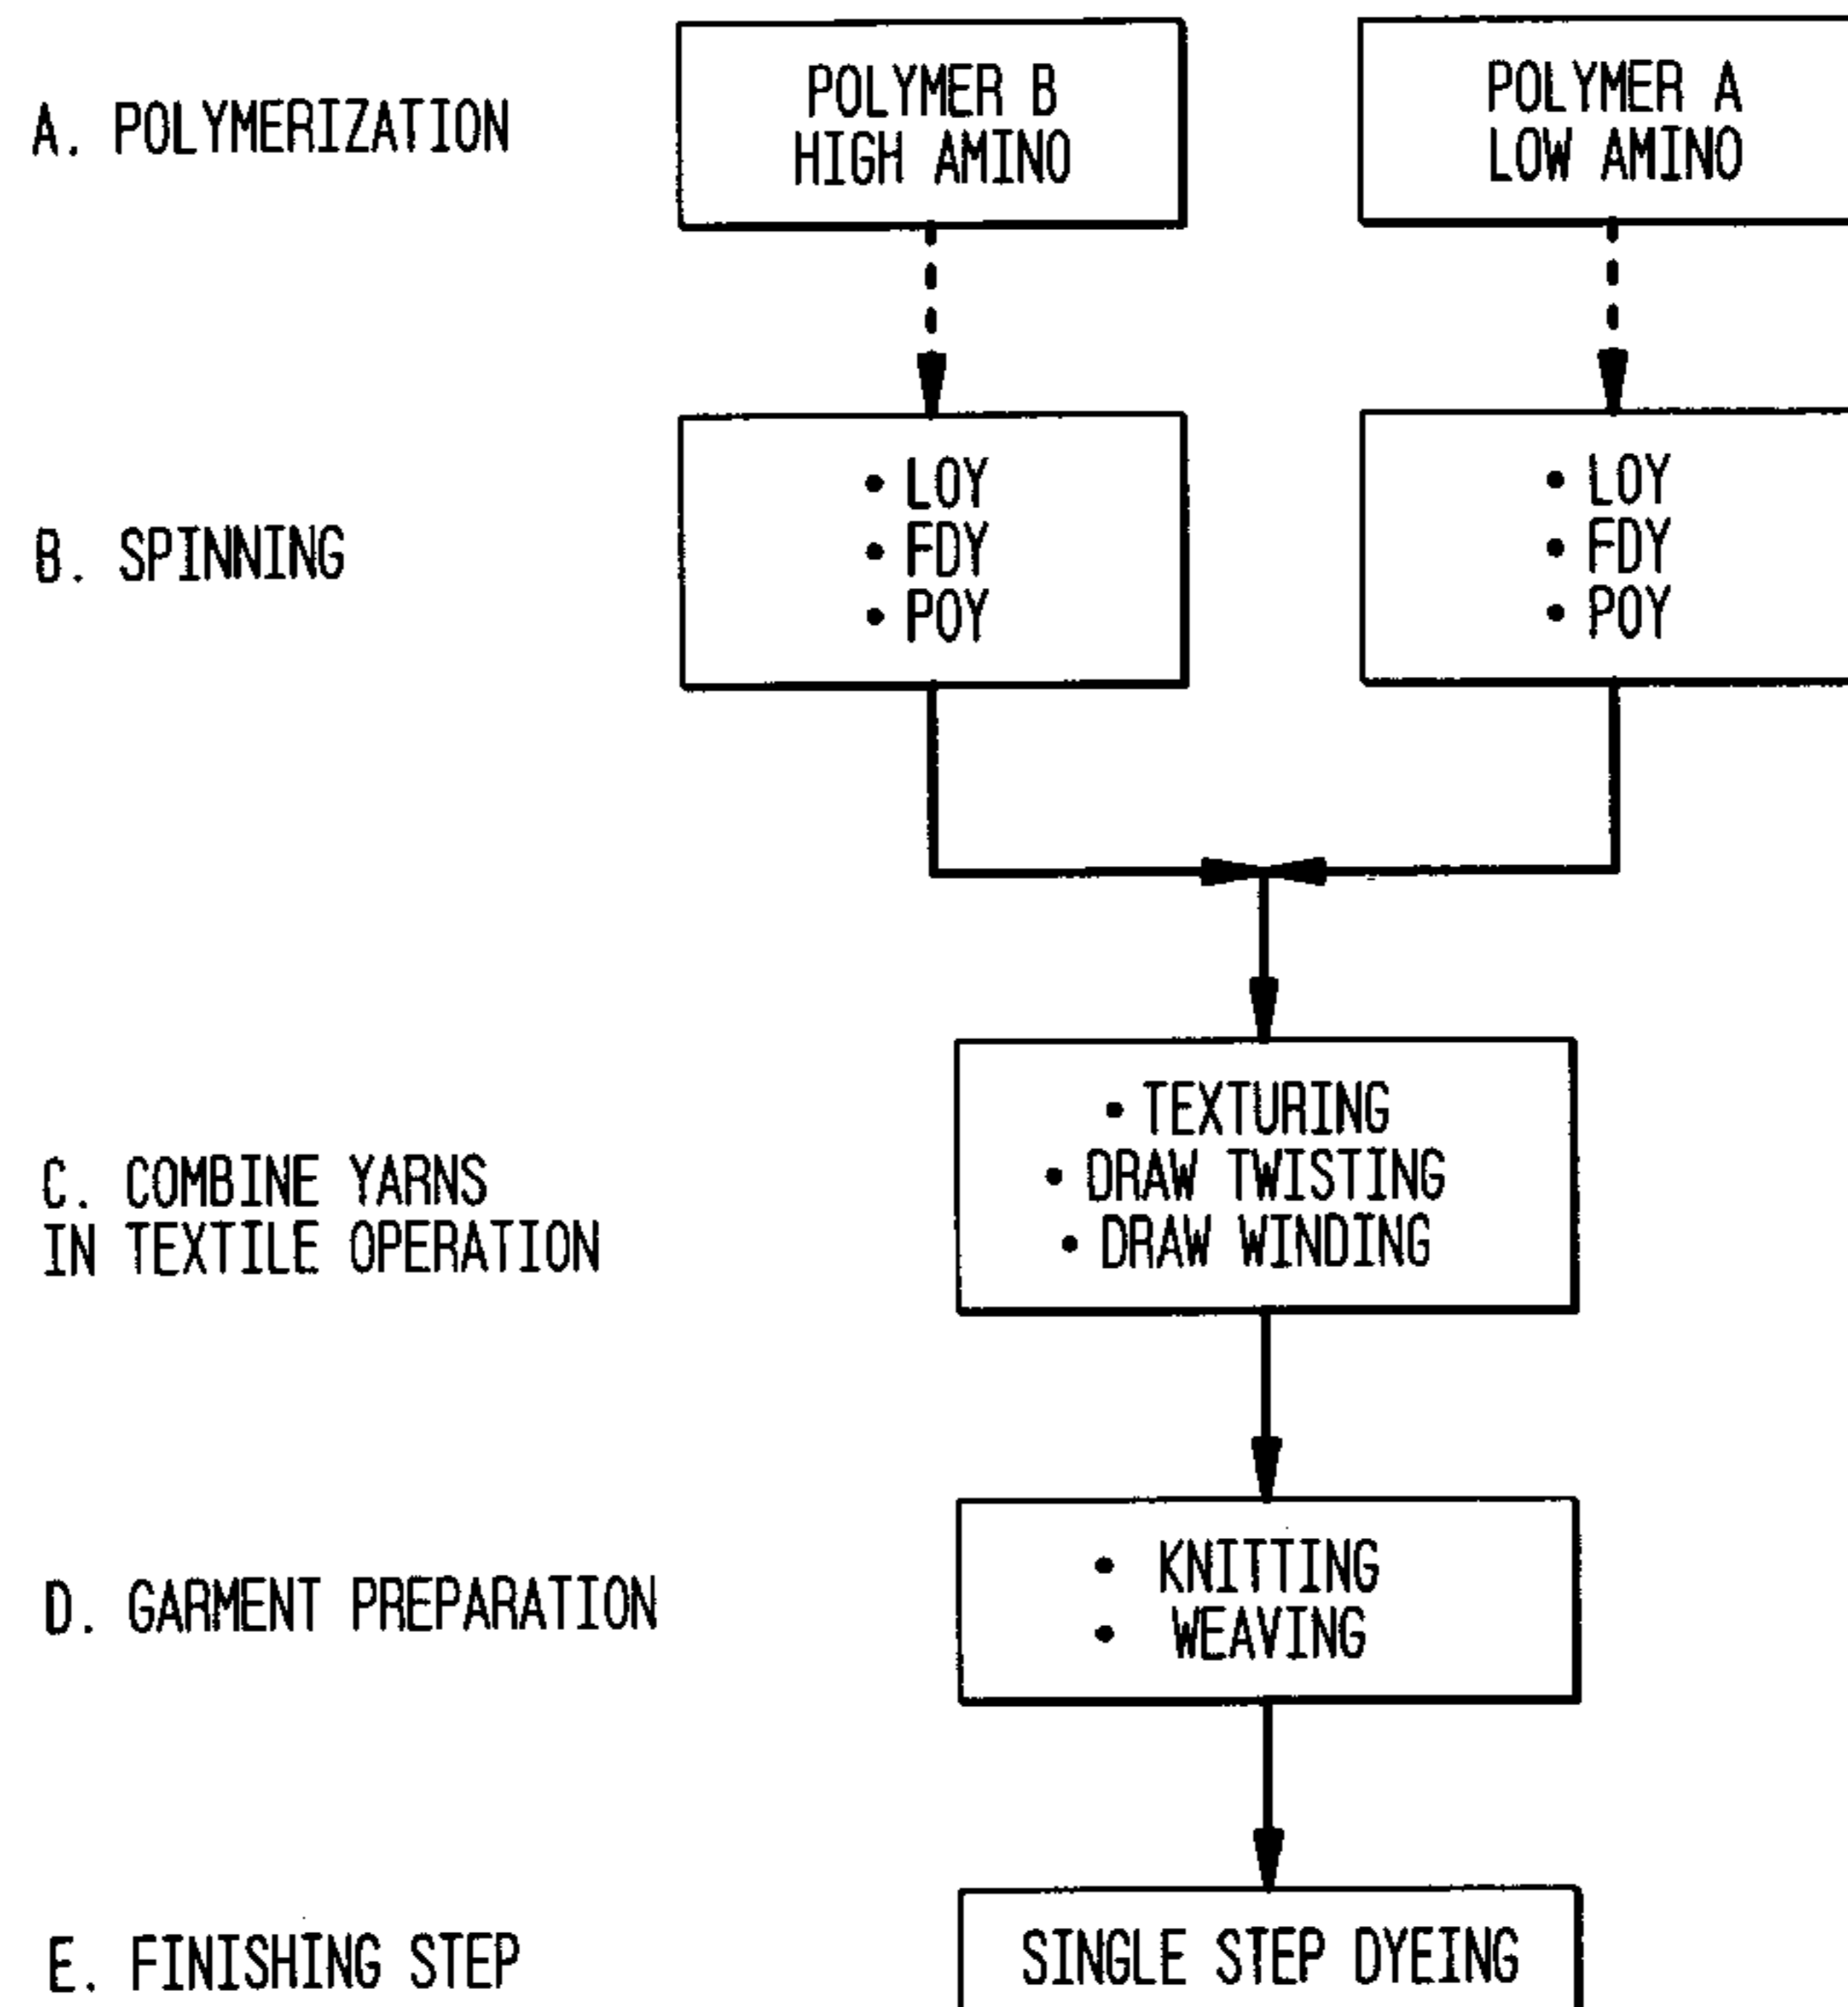 A. POLYMERIZATION
POLYMER B
HIGH AMINO
POLYMER A
LOW AMINO
B. SPINNING
• LOY
• FDY
• POY
• LOY
• FDY
• POY
C. COMBINE YARNS
IN TEXTILE OPERATION
• TEXTURING
• DRAW TWISTING
• DRAW WINDING
D. GARMENT PREPARATION
• KNITTING
• WEAVING
E. FINISHING STEP
SINGLE STEP DYEING